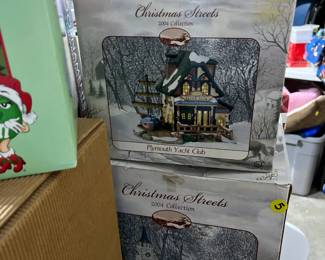 Christmas Streets
2004 Collection
Plymouth Yacht Club
Christmas Streets
2004 Collection
5